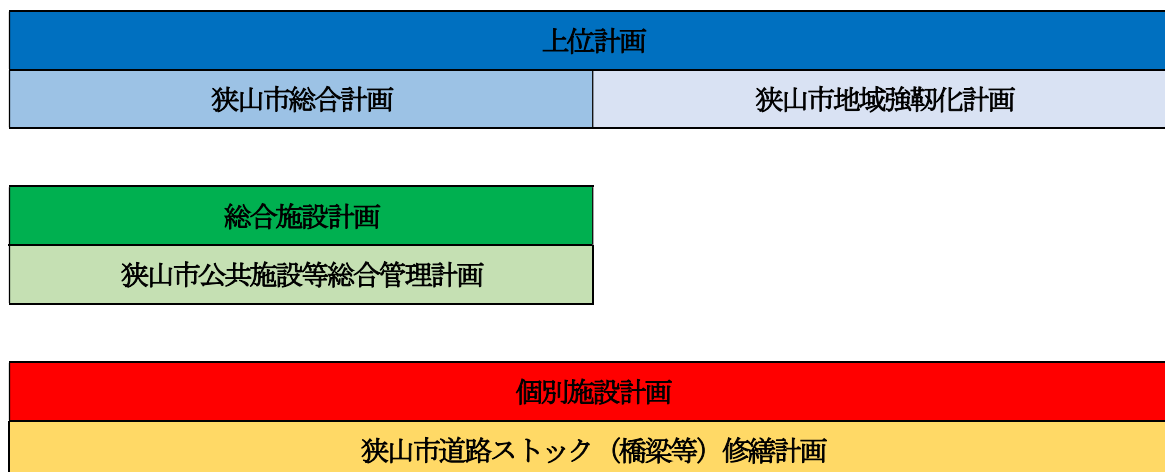 上位計画
狭山市総合計画
狭山市地域強靱化計画
総合施設計画
狭山市公共施設等総合管理計画
個別施設計画
狭山市道路ストック（橋梁等）修繕計画